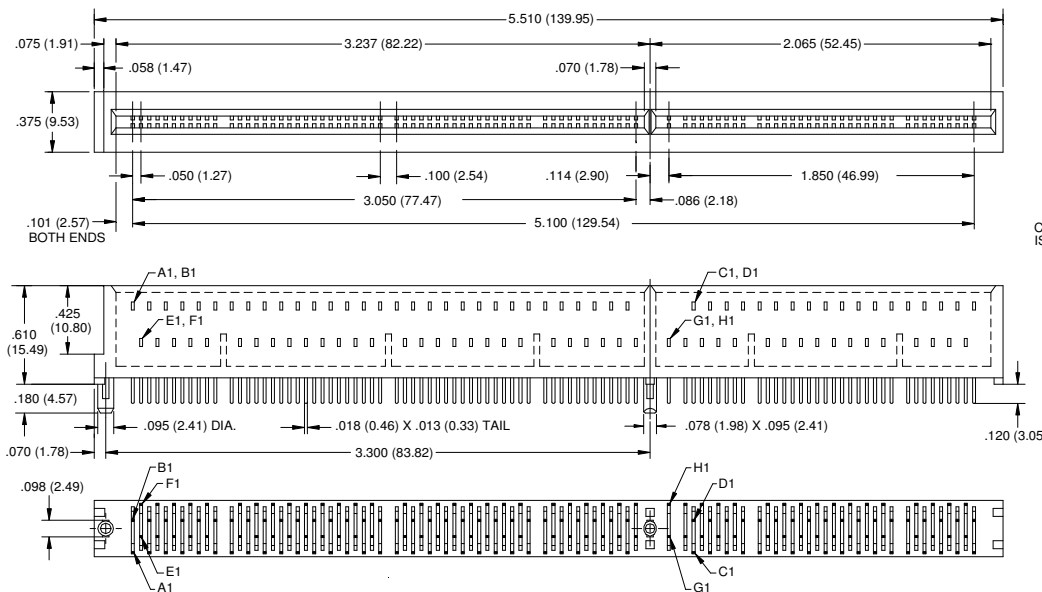 5.510 (139.95)
.075 (1.91)
3.237 (82.22)
2.065 (52.45)
.058 (1.47)
.070 (1.78)
.375 (9.53)
.050 (1.27)
.100 (2.54)
.114 (2.90)
1.850 (46.99)
3.050 (77.47)
.086 (2.18)
.101 (2.57)
BOTH ENDS
5.100 (129.54)
A1, B1
C1, D1
.425
(10.80)
E1, F1
G1, H1
.610
(15.49)
.180 (4.57)
.095 (2.41) DIA.
.018 (0.46) X .013 (0.33) TAIL
.078 (1.98) X .095 (2.41)
.120 (3.05
.070 (1.78)
3.300 (83.82)
B1
F1
H1
D1
.098 (2.49)
E1
A1
C1
G1